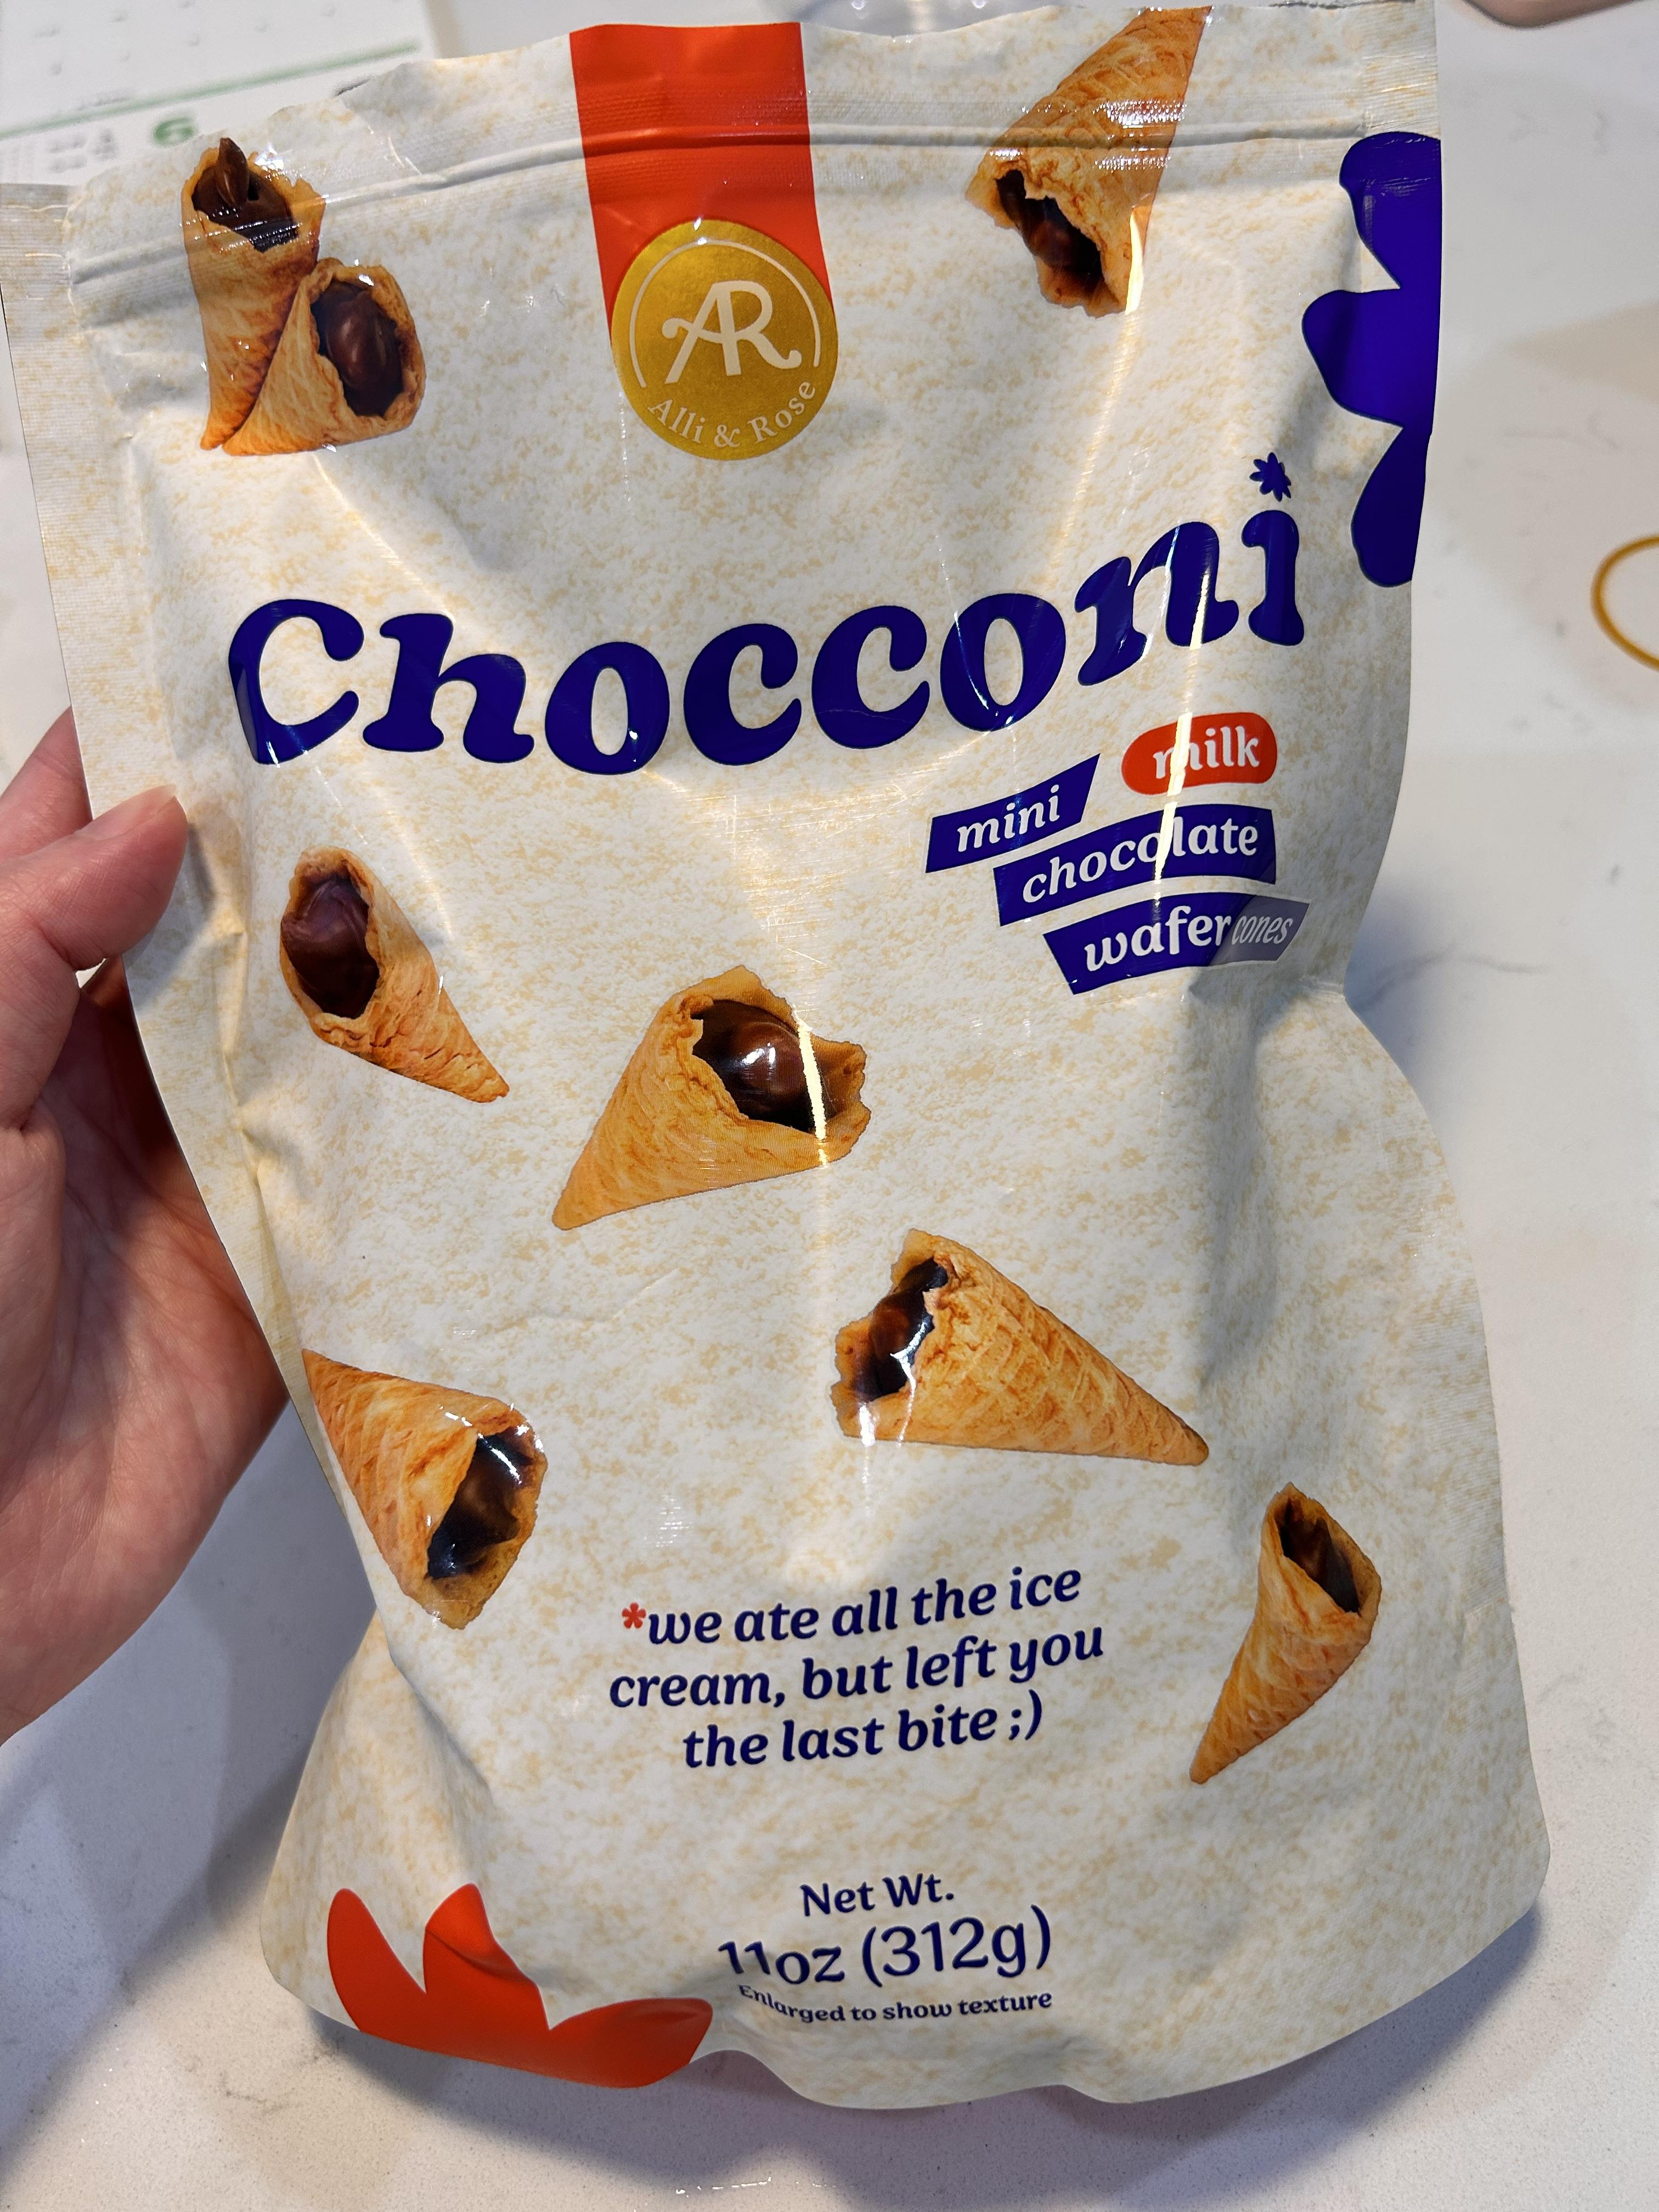 6
AR
Alli & Rose
Chocconi
mini milk
chocolate
wafer cones
*we ate all the ice
cream, but left you
the last bite ;)
Net Wt.
11oz (312g)
Enlarged to show texture